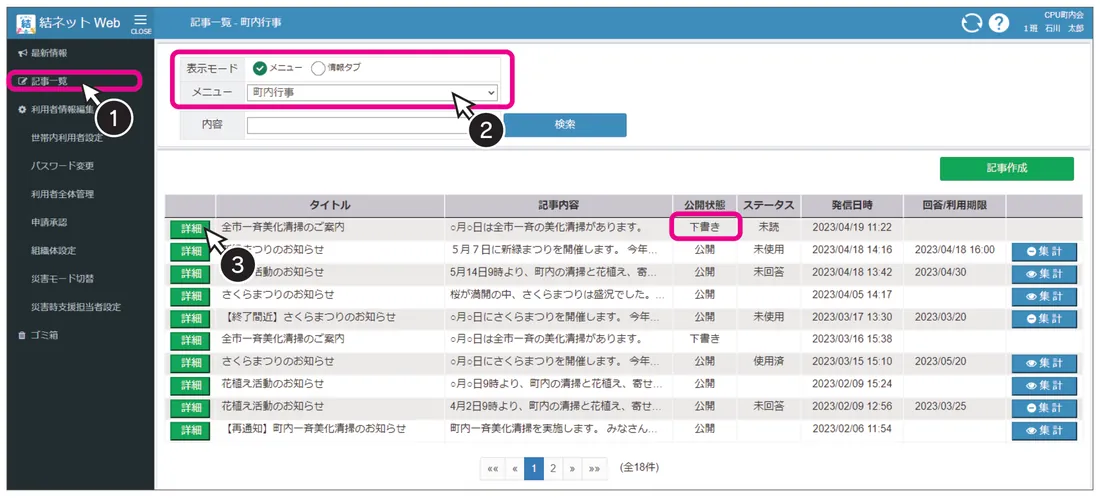 結 結ネット Web CLOSE 記事一覧 - 町内行事 CPU町内会
1班 石川 太郎
最新情報
記事一覧
利用者情報編集
世帯内利用者設定
パスワード変更
利用者全体管理
申請承認
組織体設定
災害モード切替
災害時支援担当者設定
ゴミ箱
1
表示モード メニュー 情報タブ
メニュー 町内行事
2
内容 検索
記事作成
タイトル 記事内容 公開状態 ステータス 発信日時 回答/利用期限
詳細 全市一斉美化清掃のご案内 ○月○日は全市一斉の美化清掃があります。 下書き 未読 2023/04/19 11:22
まつりのお知らせ 5月7日に新緑まつりを開催します。 今年… 公開 未使用 2023/04/18 14:16 2023/04/18 16:00 集計
3
詳細 活動のお知らせ 5月14日9時より、町内の清掃と花植え、寄せ… 公開 未回答 2023/04/18 13:42 2023/04/30 集計
詳細 さくらまつりのお知らせ 桜が満開の中、さくらまつりは盛況でした。… 公開 2023/04/05 14:17 集計
詳細 【終了間近】さくらまつりのお知らせ ○月○日にさくらまつりを開催します。 今年… 公開 未使用 2023/03/17 13:30 2023/03/20 集計
詳細 全市一斉美化清掃のご案内 ○月○日は全市一斉の美化清掃があります。 下書き 2023/03/16 15:38
詳細 さくらまつりのお知らせ ○月○日にさくらまつりを開催します。 今年… 公開 使用済 2023/03/15 15:10 2023/05/20 集計
詳細 花植え活動のお知らせ ○月○日9時より、町内の清掃と花植え、寄せ… 公開 2023/02/09 15:24 集計
詳細 花植え活動のお知らせ 4月2日9時より、町内の清掃と花植え、寄せ… 公開 未回答 2023/02/09 12:56 2023/03/25 集計
詳細 【再通知】町内一斉美化清掃のお知らせ 町内一斉美化清掃を実施します。 みなさん… 公開 2023/02/06 11:54 集計
«« « 1 2 » »» (全18件)